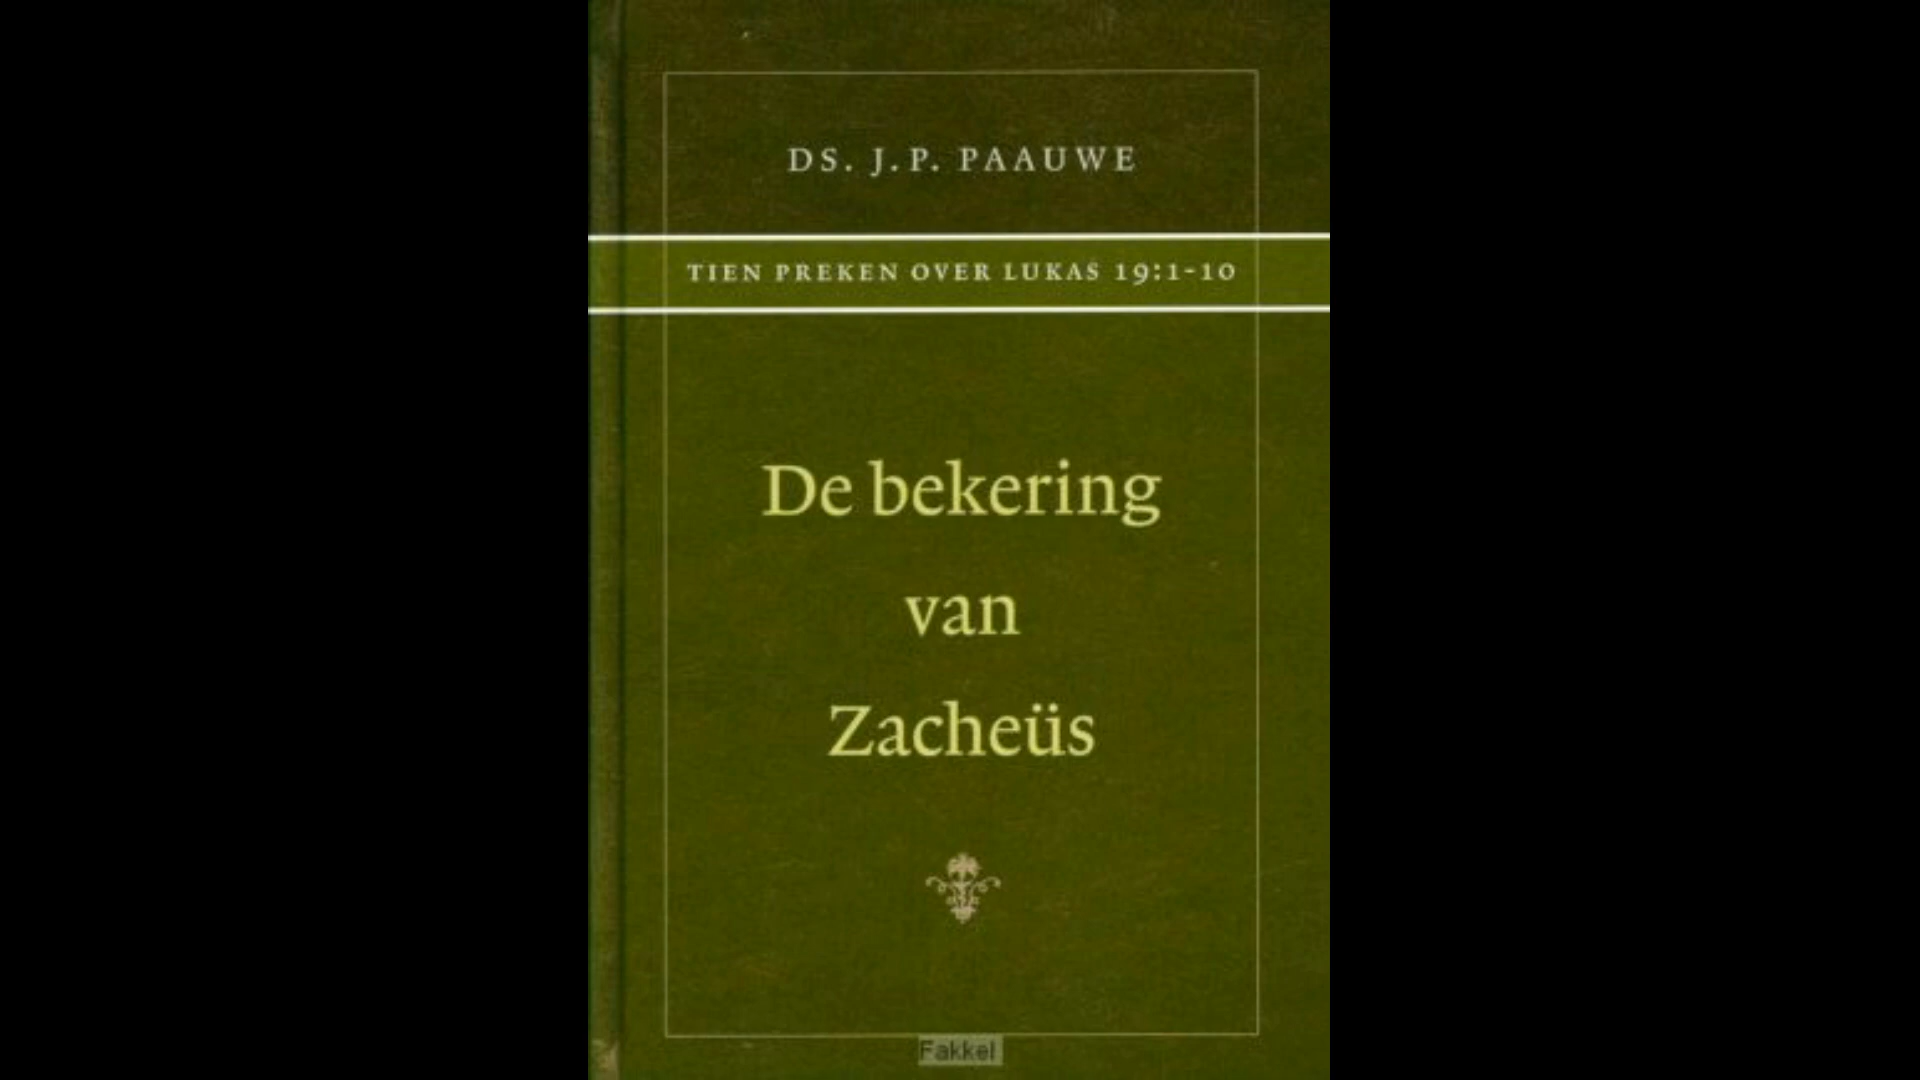 DS. J.P. PAAUWE
TIEN PREKEN OVER LUKAS 19:1-10
De bekering
van
Zacheüs
Fakkel